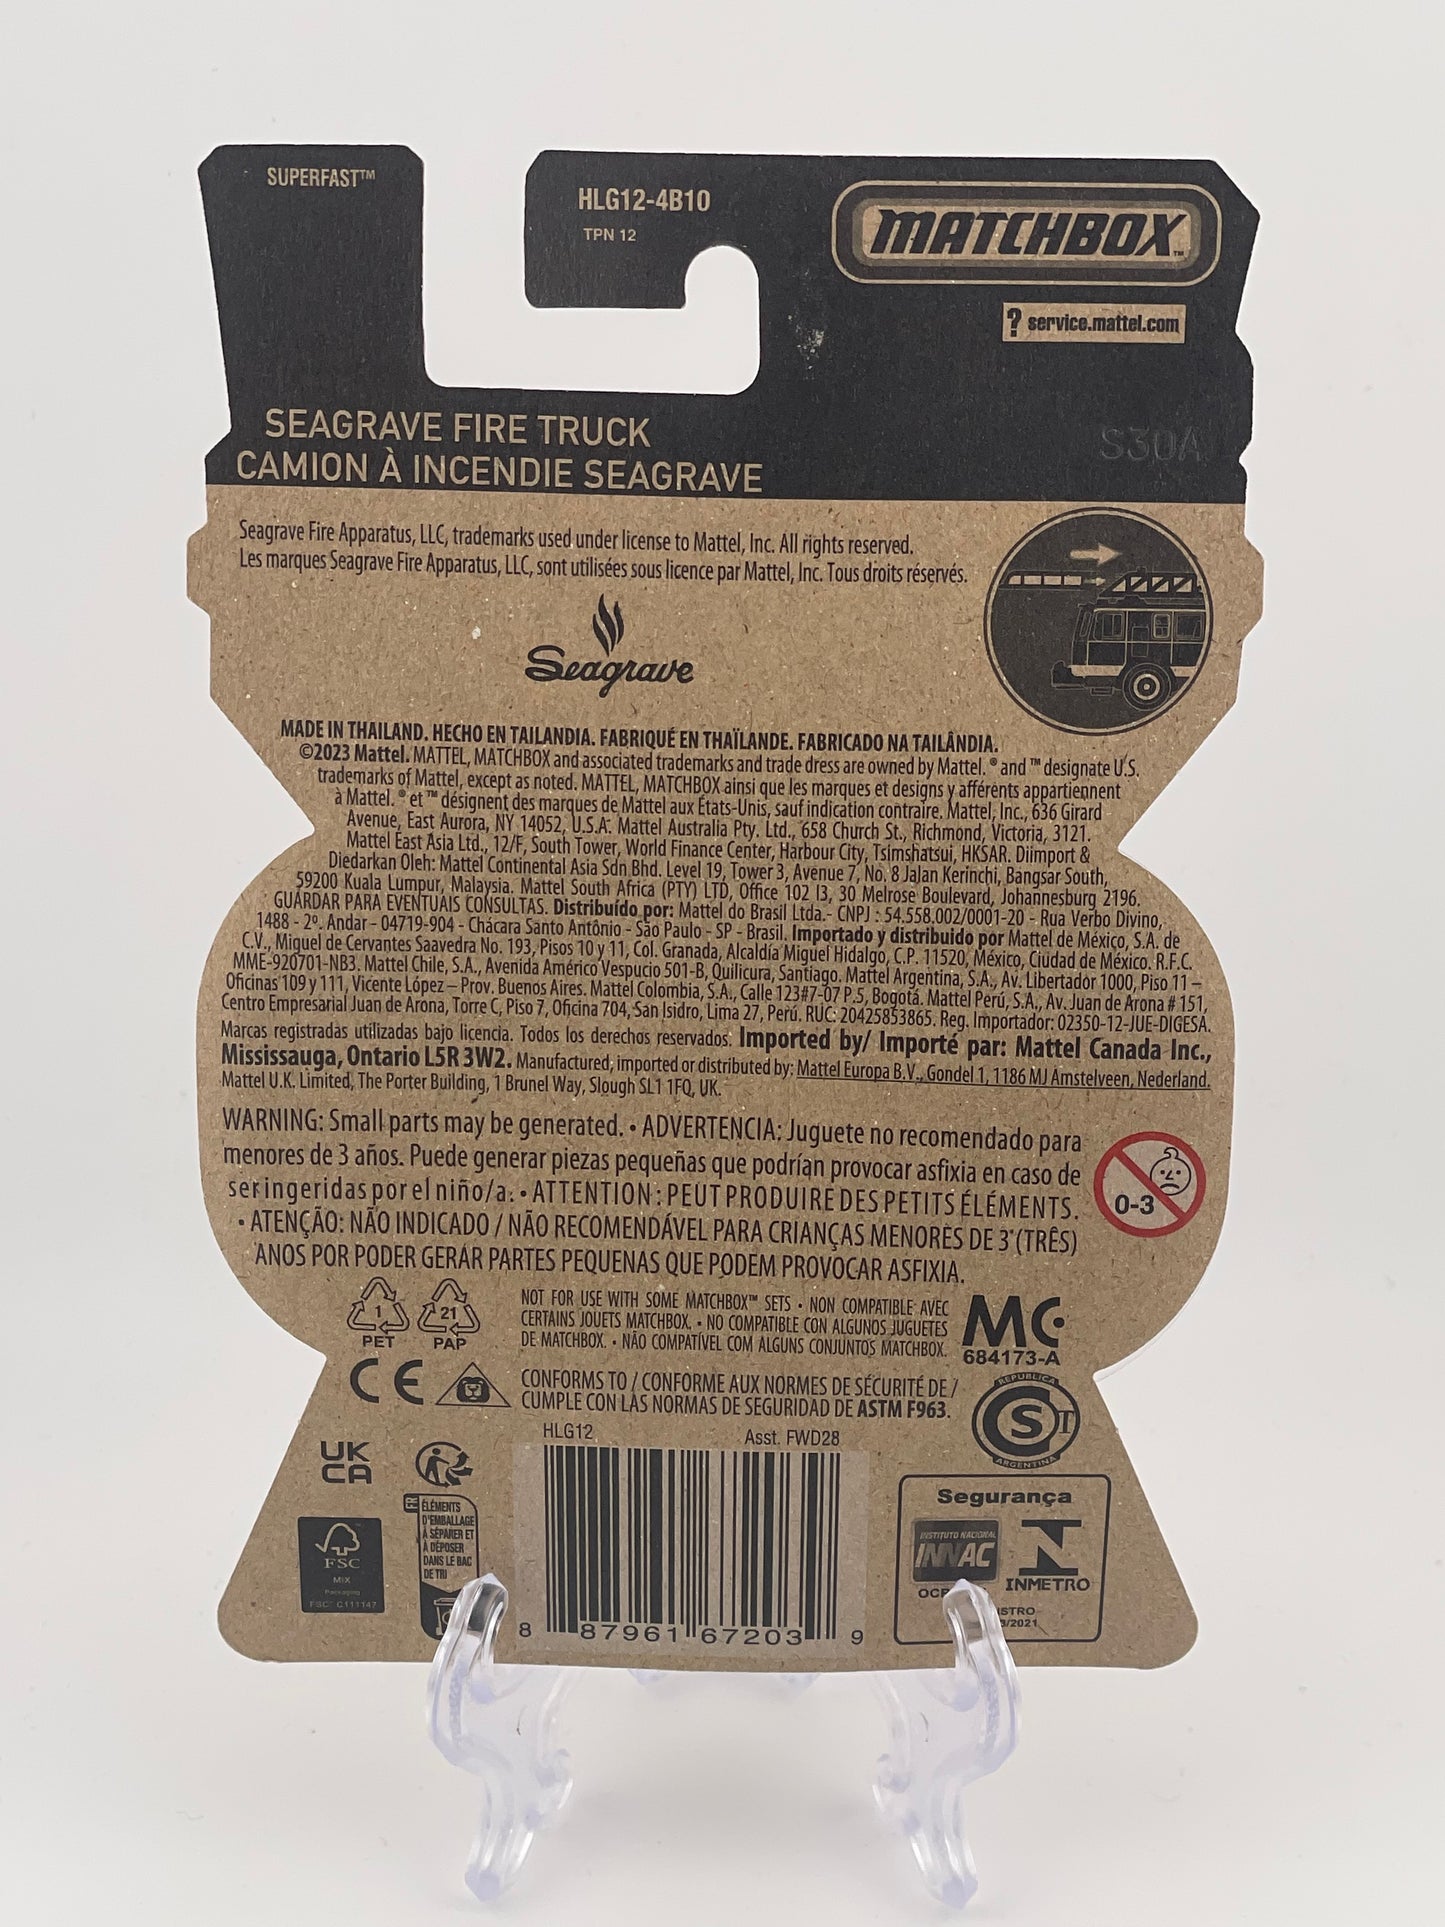 SUPERFAST™
HLG12-4B10
TPN 12
MATCHBOX™
? service.mattel.com
SEAGRAVE FIRE TRUCK
CAMION À INCENDIE SEAGRAVE
S30A
Seagrave Fire Apparatus, LLC, trademarks used under license to Mattel, Inc. All rights reserved.
Les marques Seagrave Fire Apparatus, LLC, sont utilisées sous licence par Mattel, Inc. Tous droits réservés.
Seagrave
MADE IN THAILAND. HECHO EN TAILANDIA. FABRIQUÉ EN THAÏLANDE. FABRICADO NA TAILÂNDIA.
©2023 Mattel. MATTEL, MATCHBOX and associated trademarks and trade dress are owned by Mattel. ® and ™ designate U.S.
trademarks of Mattel, except as noted. MATTEL, MATCHBOX ainsi que les marques et designs y afférents appartiennent
à Mattel. ® et ™ désignent des marques de Mattel aux États-Unis, sauf indication contraire. Mattel, Inc., 636 Girard
Avenue, East Aurora, NY 14052, U.S.A. Mattel Australia Pty. Ltd., 658 Church St., Richmond, Victoria, 3121.
Mattel East Asia Ltd., 12/F, South Tower, World Finance Center, Harbour City, Tsimshatsui, HKSAR. Diimport &
Diedarkan Oleh: Mattel Continental Asia Sdn Bhd. Level 19, Tower 3, Avenue 7, No. 8 Jalan Kerinchi, Bangsar South,
59200 Kuala Lumpur, Malaysia. Mattel South Africa (PTY) LTD, Office 102 I3, 30 Melrose Boulevard, Johannesburg 2196.
GUARDAR PARA EVENTUAIS CONSULTAS. Distribuído por: Mattel do Brasil Ltda.- CNPJ : 54.558.002/0001-20 - Rua Verbo Divino,
1488 - 2º. Andar - 04719-904 - Chácara Santo Antônio - São Paulo - SP - Brasil. Importado y distribuido por Mattel de México, S.A. de
C.V., Miguel de Cervantes Saavedra No. 193, Pisos 10 y 11, Col. Granada, Alcaldía Miguel Hidalgo, C.P. 11520, México, Ciudad de México. R.F.C.
MME-920701-NB3. Mattel Chile, S.A., Avenida Américo Vespucio 501-B, Quilicura, Santiago. Mattel Argentina, S.A., Av. Libertador 1000, Piso 11 –
Oficinas 109 y 111, Vicente López – Prov. Buenos Aires. Mattel Colombia, S.A., Calle 123#7-07 P.5, Bogotá. Mattel Perú, S.A., Av. Juan de Arona # 151,
Centro Empresarial Juan de Arona, Torre C, Piso 7, Oficina 704, San Isidro, Lima 27, Perú. RUC: 20425853865. Reg. Importador: 02350-12-JUE-DIGESA.
Marcas registradas utilizadas bajo licencia. Todos los derechos reservados. Imported by/ Importé par: Mattel Canada Inc.,
Mississauga, Ontario L5R 3W2. Manufactured, imported or distributed by: Mattel Europa B.V., Gondel 1, 1186 MJ Amstelveen, Nederland.
Mattel U.K. Limited, The Porter Building, 1 Brunel Way, Slough SL1 1FQ, UK.
WARNING: Small parts may be generated. • ADVERTENCIA: Juguete no recomendado para
menores de 3 años. Puede generar piezas pequeñas que podrían provocar asfixia en caso de
ser ingeridas por el niño/a. • ATTENTION : PEUT PRODUIRE DES PETITS ÉLÉMENTS.
• ATENÇÃO: NÃO INDICADO / NÃO RECOMENDÁVEL PARA CRIANÇAS MENORES DE 3 (TRÊS)
ANOS POR PODER GERAR PARTES PEQUENAS QUE PODEM PROVOCAR ASFIXIA.
0-3
1
PET
21
PAP
NOT FOR USE WITH SOME MATCHBOX™ SETS • NON COMPATIBLE AVEC
CERTAINS JOUETS MATCHBOX. • NO COMPATIBLE CON ALGUNOS JUGUETES
DE MATCHBOX. • NÃO COMPATÍVEL COM ALGUNS CONJUNTOS MATCHBOX.
MC
684173-A
CE
CONFORMS TO / CONFORME AUX NORMES DE SÉCURITÉ DE /
CUMPLE CON LAS NORMAS DE SEGURIDAD DE ASTM F963.
REPUBLICA
S
T
ARGENTINA
HLG12
Asst. FWD28
UK
CA
FR
ÉLÉMENTS
D'EMBALLAGE
À SÉPARER ET
À DÉPOSER
DANS LE BAC
DE TRI
FSC
MIX
Packaging
FSC® C111147
8 87961 67203 9
Segurança
INSTITUTO NACIONAL
INNAC
INMETRO
/2021